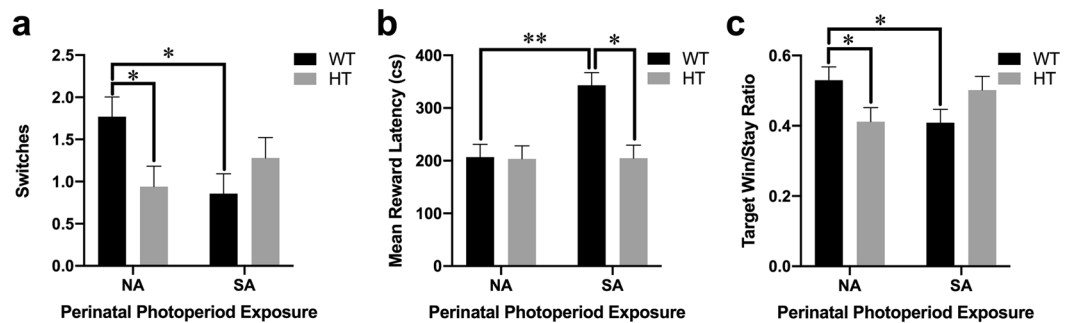 a
Switches
2.5
2.0
1.5
1.0
0.5
0.0
*
*
WT
HT
NA SA
Perinatal Photoperiod Exposure
b
Mean Reward Latency (cs)
400
300
200
100
0
**
*
WT
HT
NA SA
Perinatal Photoperiod Exposure
c
Target Win/Stay Ratio
0.6
0.4
0.2
0.0
*
*
WT
HT
NA SA
Perinatal Photoperiod Exposure